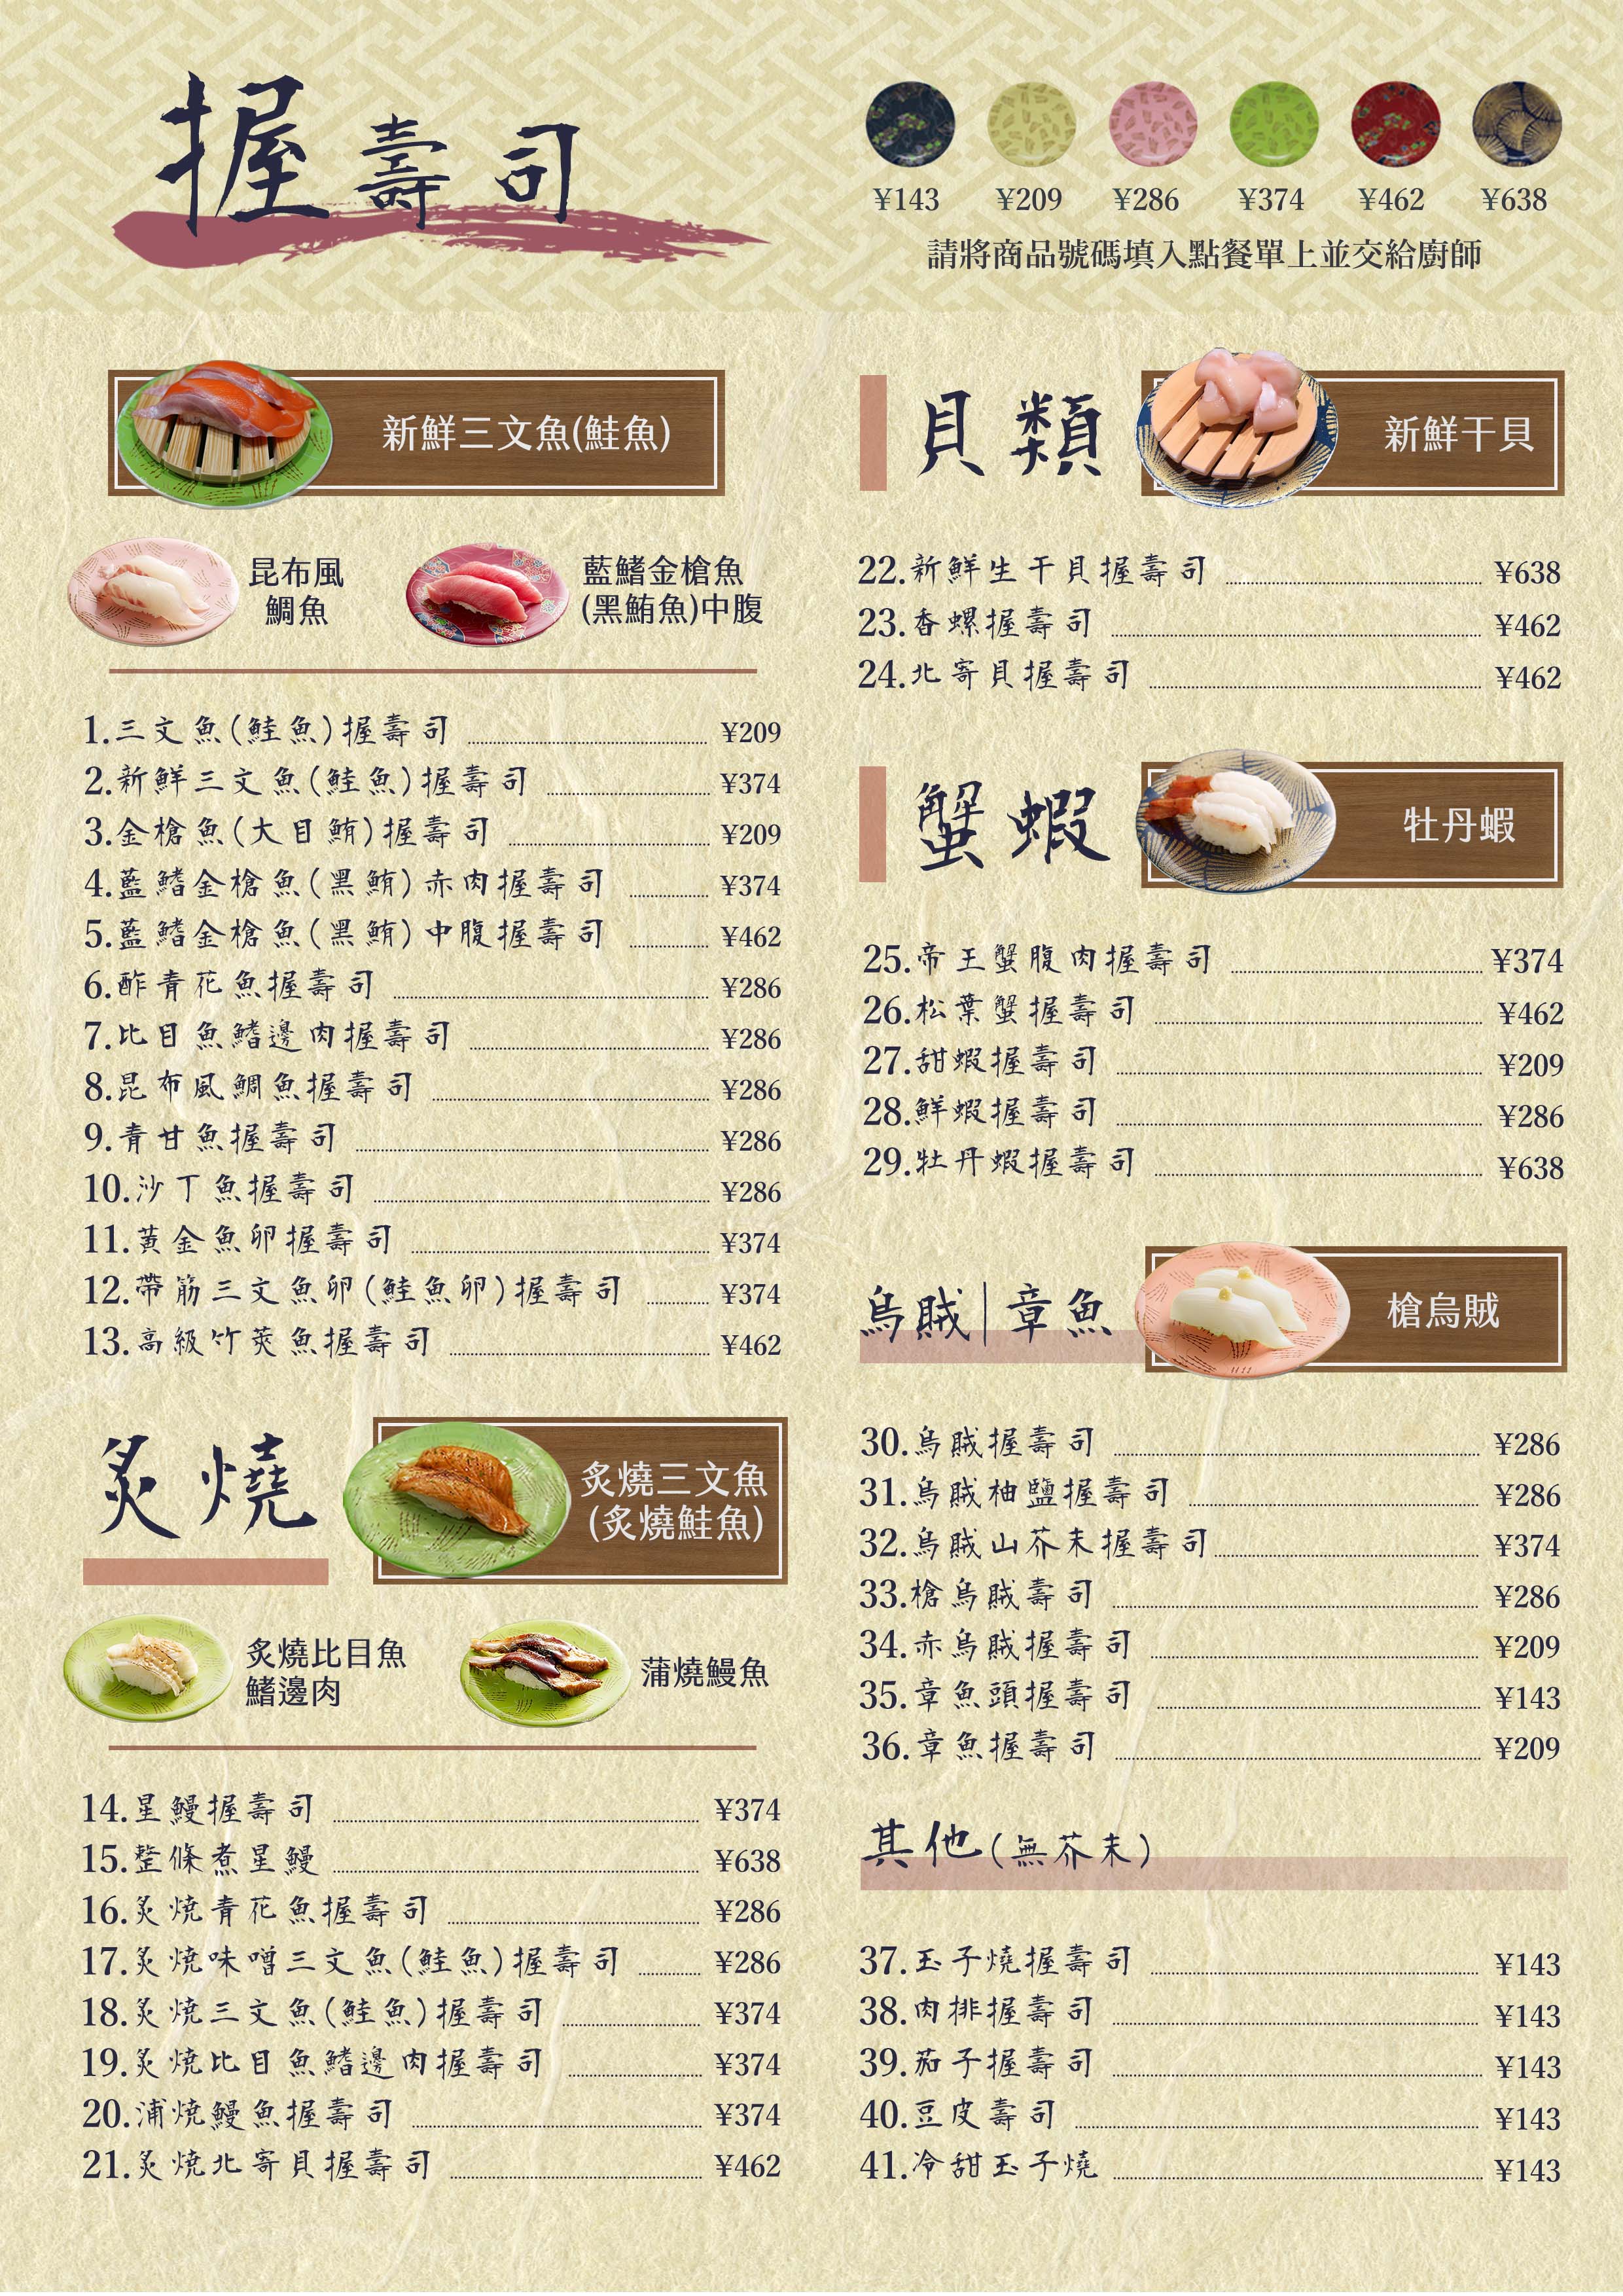 握壽司
¥143 ¥209 ¥286 ¥374 ¥462 ¥638
請將商品號碼填入點餐單上並交給廚師
新鮮三文魚(鮭魚)
昆布風
鯛魚
藍鰭金槍魚
(黑鮪魚)中腹
1.三文魚(鮭魚)握壽司 ¥209
2.新鮮三文魚(鮭魚)握壽司 ¥374
3.金槍魚(大目鮪)握壽司 ¥209
4.藍鰭金槍魚(黑鮪)赤肉握壽司 ¥374
5.藍鰭金槍魚(黑鮪)中腹握壽司 ¥462
6.酢青花魚握壽司 ¥286
7.比目魚鰭邊肉握壽司 ¥286
8.昆布風鯛魚握壽司 ¥286
9.青甘魚握壽司 ¥286
10.沙丁魚握壽司 ¥286
11.黃金魚卵握壽司 ¥374
12.帶筋三文魚卵(鮭魚卵)握壽司 ¥374
13.高級竹莢魚握壽司 ¥462
炙燒
炙燒三文魚
(炙燒鮭魚)
炙燒比目魚
鰭邊肉
蒲燒鰻魚
14.星鰻握壽司 ¥374
15.整條煮星鰻 ¥638
16.炙焼青花魚握壽司 ¥286
17.炙焼味噌三文魚(鮭魚)握壽司 ¥286
18.炙焼三文魚(鮭魚)握壽司 ¥374
19.炙焼比目魚鰭邊肉握壽司 ¥374
20.浦焼鰻魚握壽司 ¥374
21.炙焼北寄貝握壽司 ¥462
貝類
新鮮干貝
22.新鮮生干貝握壽司 ¥638
23.香螺握壽司 ¥462
24.北寄貝握壽司 ¥462
蟹蝦
牡丹蝦
25.帝王蟹腹肉握壽司 ¥374
26.松葉蟹握壽司 ¥462
27.甜蝦握壽司 ¥209
28.鮮蝦握壽司 ¥286
29.牡丹蝦握壽司 ¥638
烏賊|章魚
槍烏賊
30.烏賊握壽司 ¥286
31.烏賊柚鹽握壽司 ¥286
32.烏賊山芥末握壽司 ¥374
33.槍烏賊壽司 ¥286
34.赤烏賊握壽司 ¥209
35.章魚頭握壽司 ¥143
36.章魚握壽司 ¥209
其他(無芥末)
37.玉子燒握壽司 ¥143
38.肉排握壽司 ¥143
39.茄子握壽司 ¥143
40.豆皮壽司 ¥143
41.冷甜玉子燒 ¥143